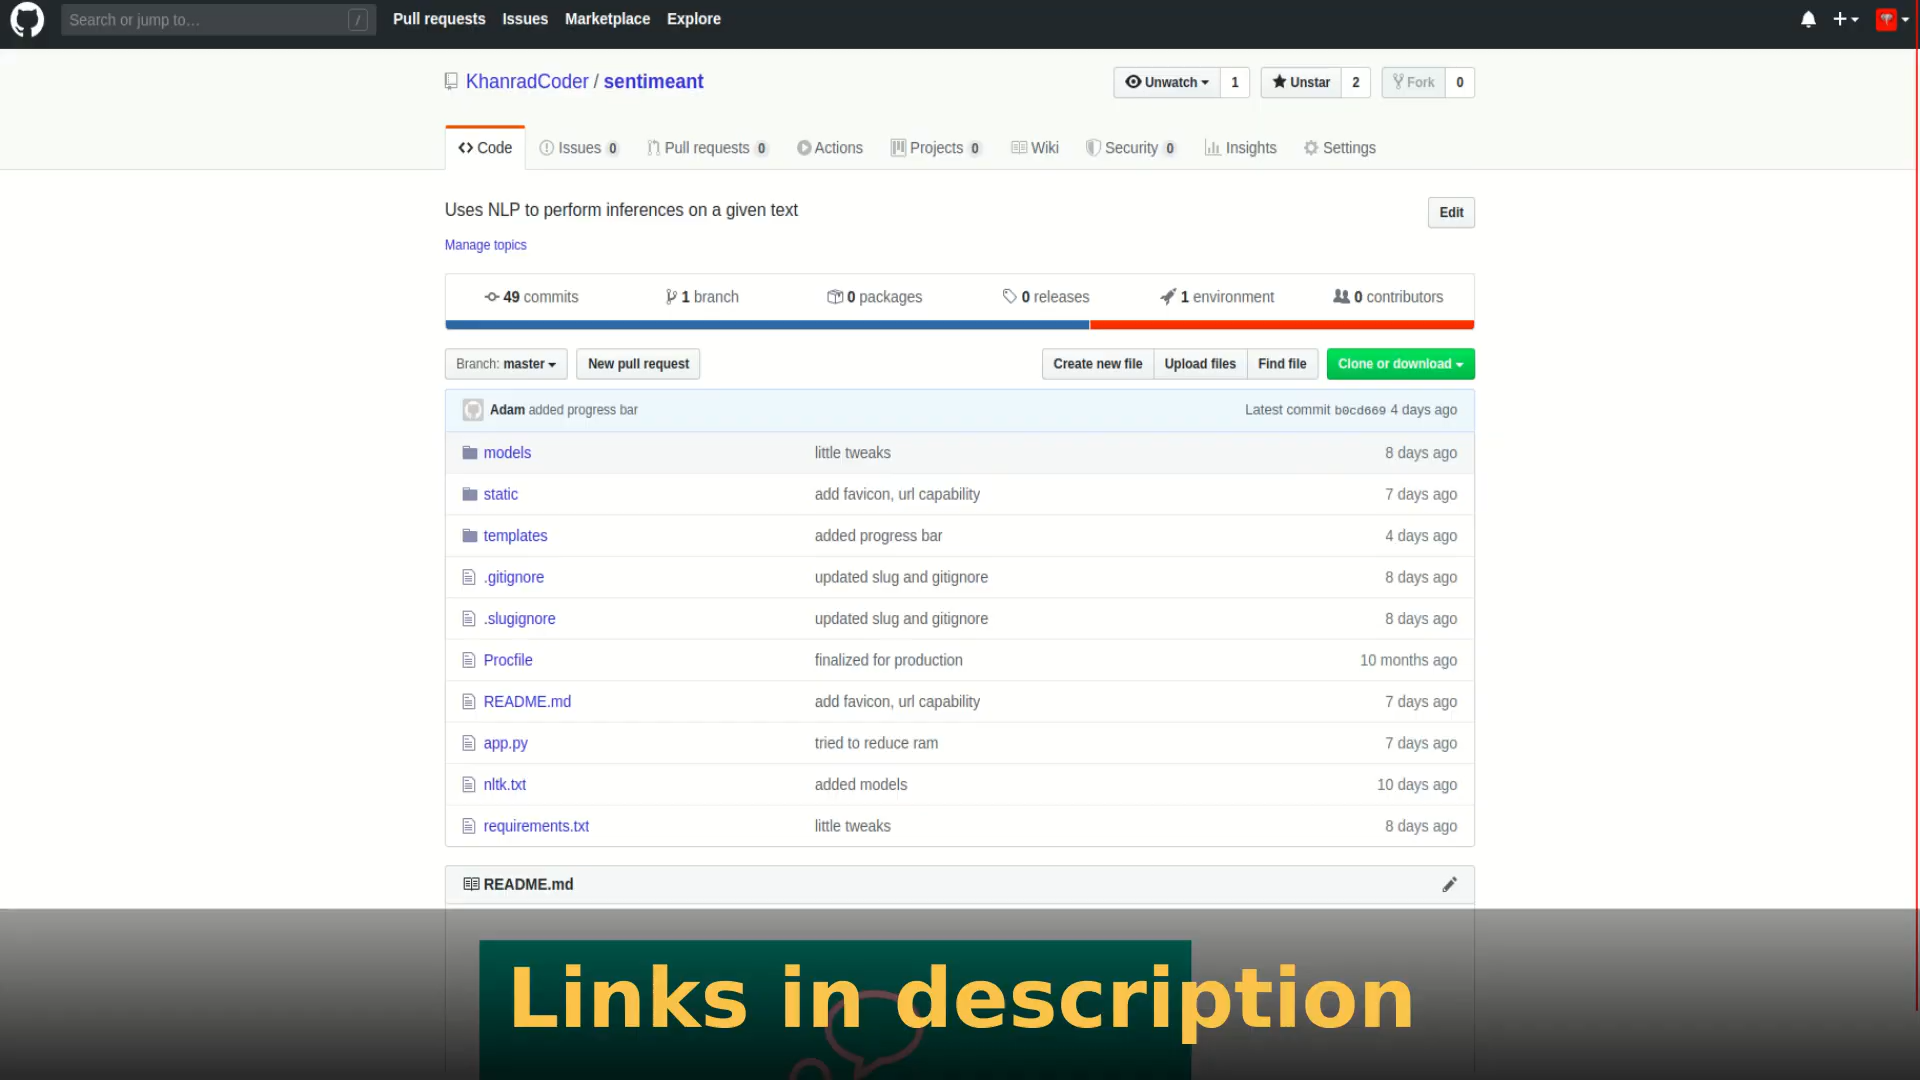 Search or jump to… / Pull requests Issues Marketplace Explore
KhanradCoder / sentimeant Unwatch 1 Unstar 2 Fork 0
Code Issues 0 Pull requests 0 Actions Projects 0 Wiki Security 0 Insights Settings
Uses NLP to perform inferences on a given text Edit
Manage topics
49 commits 1 branch 0 packages 0 releases 1 environment 0 contributors
Branch: master New pull request Create new file Upload files Find file Clone or download
Adam added progress bar Latest commit b0cd669 4 days ago
models little tweaks 8 days ago
static add favicon, url capability 7 days ago
templates added progress bar 4 days ago
.gitignore updated slug and gitignore 8 days ago
.slugignore updated slug and gitignore 8 days ago
Procfile finalized for production 10 months ago
README.md add favicon, url capability 7 days ago
app.py tried to reduce ram 7 days ago
nltk.txt added models 10 days ago
requirements.txt little tweaks 8 days ago
README.md
Links in description